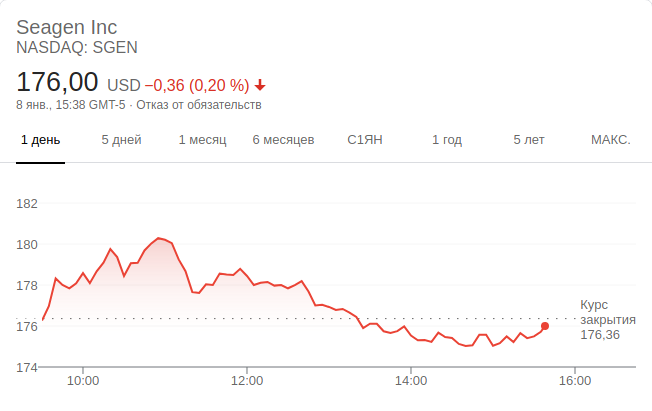 Seagen Inc
NASDAQ: SGEN
176,00 USD −0,36 (0,20 %)
8 янв., 15:38 GMT-5 · Отказ от обязательств
1 день 5 дней 1 месяц 6 месяцев С1ЯН 1 год 5 лет МАКС.
182
180
178
176
174
Курс
закрытия
176,36
10:00 12:00 14:00 16:00